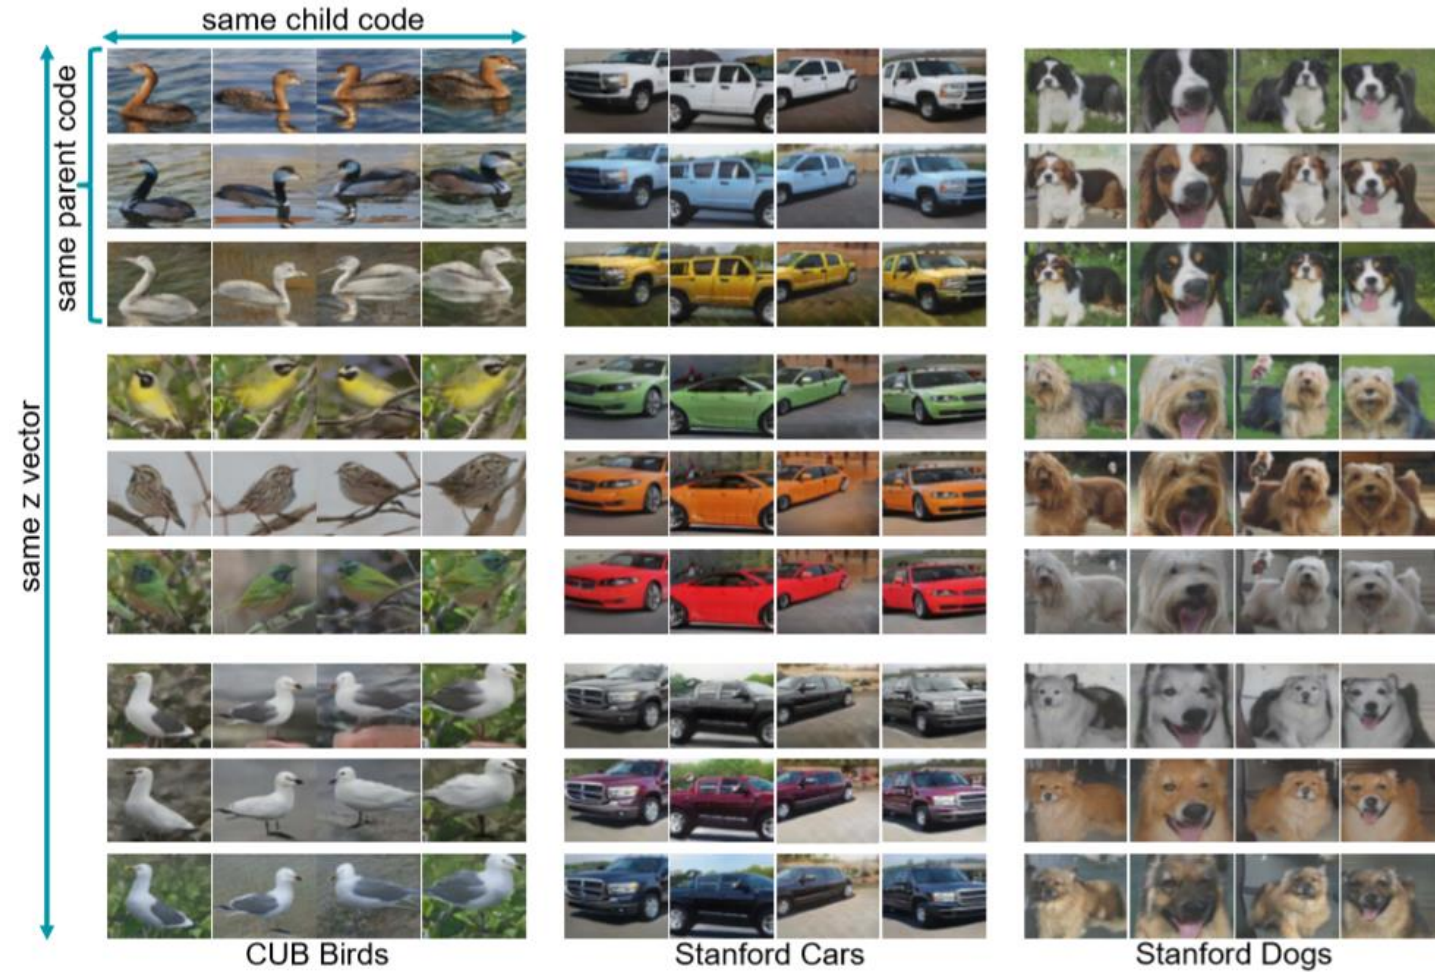 same child code
same parent code
same z vector
CUB Birds
Stanford Cars
Stanford Dogs